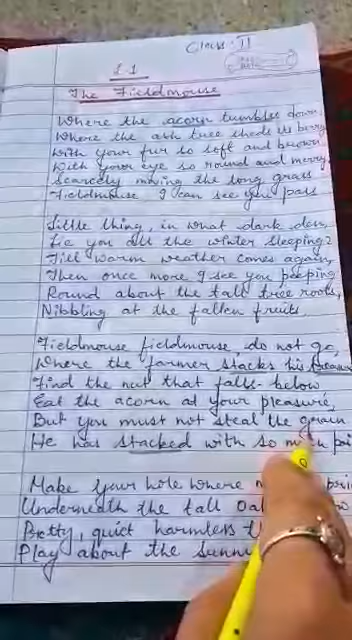 Class-II
L-1
The Fieldmouse
Where the acorn tumbles down
Where the ash tree sheds its berry
With your fur so soft and brown
With your eye so round and merry
Scarcely moving the long grass
Fieldmouse I can see you pass
Little thing, in what dark den,
Lie you all the winter sleeping?
Till warm weather comes again,
Then once more I see you peeping
Round about the tall tree roots,
Nibbling at the fallen fruits.
Fieldmouse fieldmouse, do not go,
Where the farmer stacks his
Find the nut that falls below
Eat the acorn at your pleasure,
But you must not steal the grain
He has stacked with so
Make your hole where
Underneath the tall
Pretty, quiet harmless
Play about the sunny